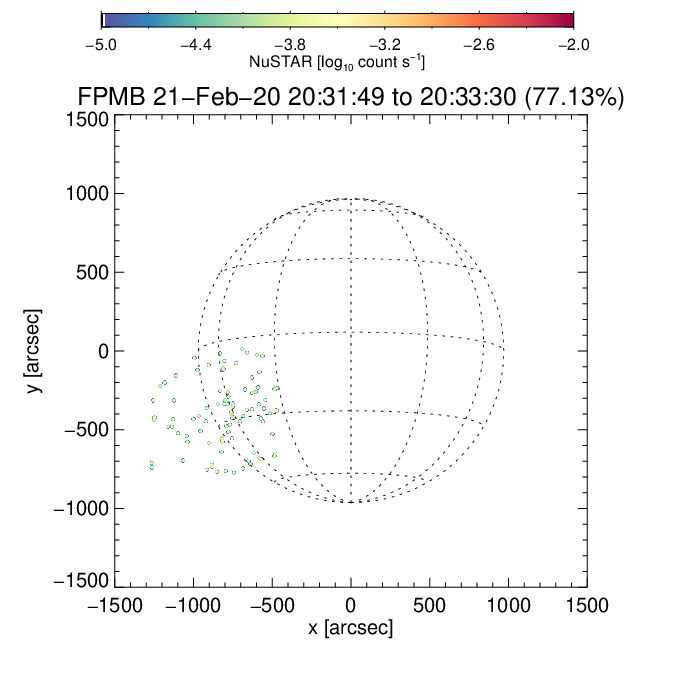 −5.0 −4.4 −3.8 −3.2 −2.6 −2.0
NuSTAR [log₁₀ count s⁻¹]
FPMB 21−Feb−20 20:31:49 to 20:33:30 (77.13%)
1500
1000
500
0
−500
−1000
−1500
y [arcsec]
−1500 −1000 −500 0 500 1000 1500
x [arcsec]